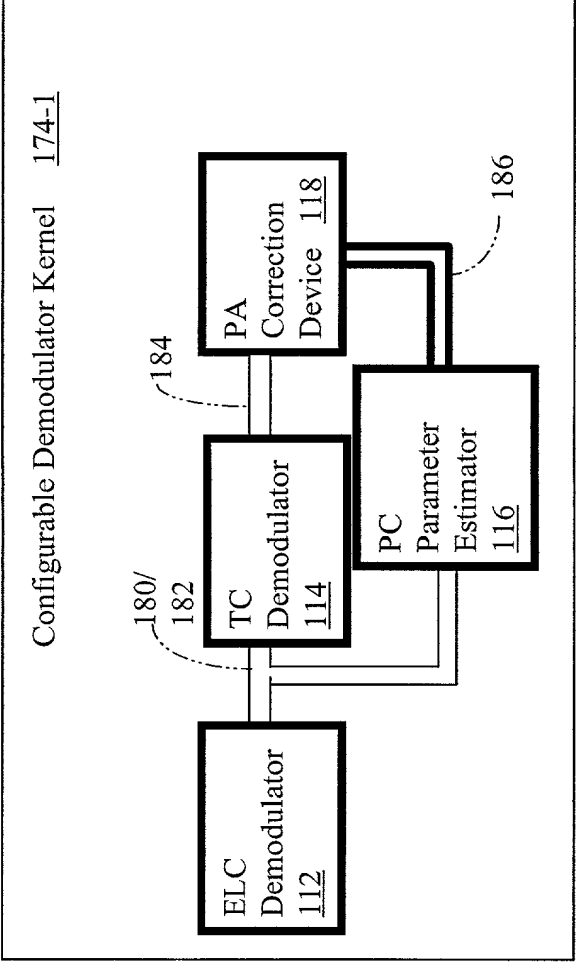 Configurable Demodulator Kernel 174-1
180/
182
184
ELC
Demodulator
112
TC
Demodulator
114
PA
Correction
Device 118
PC
Parameter
Estimator
116
186